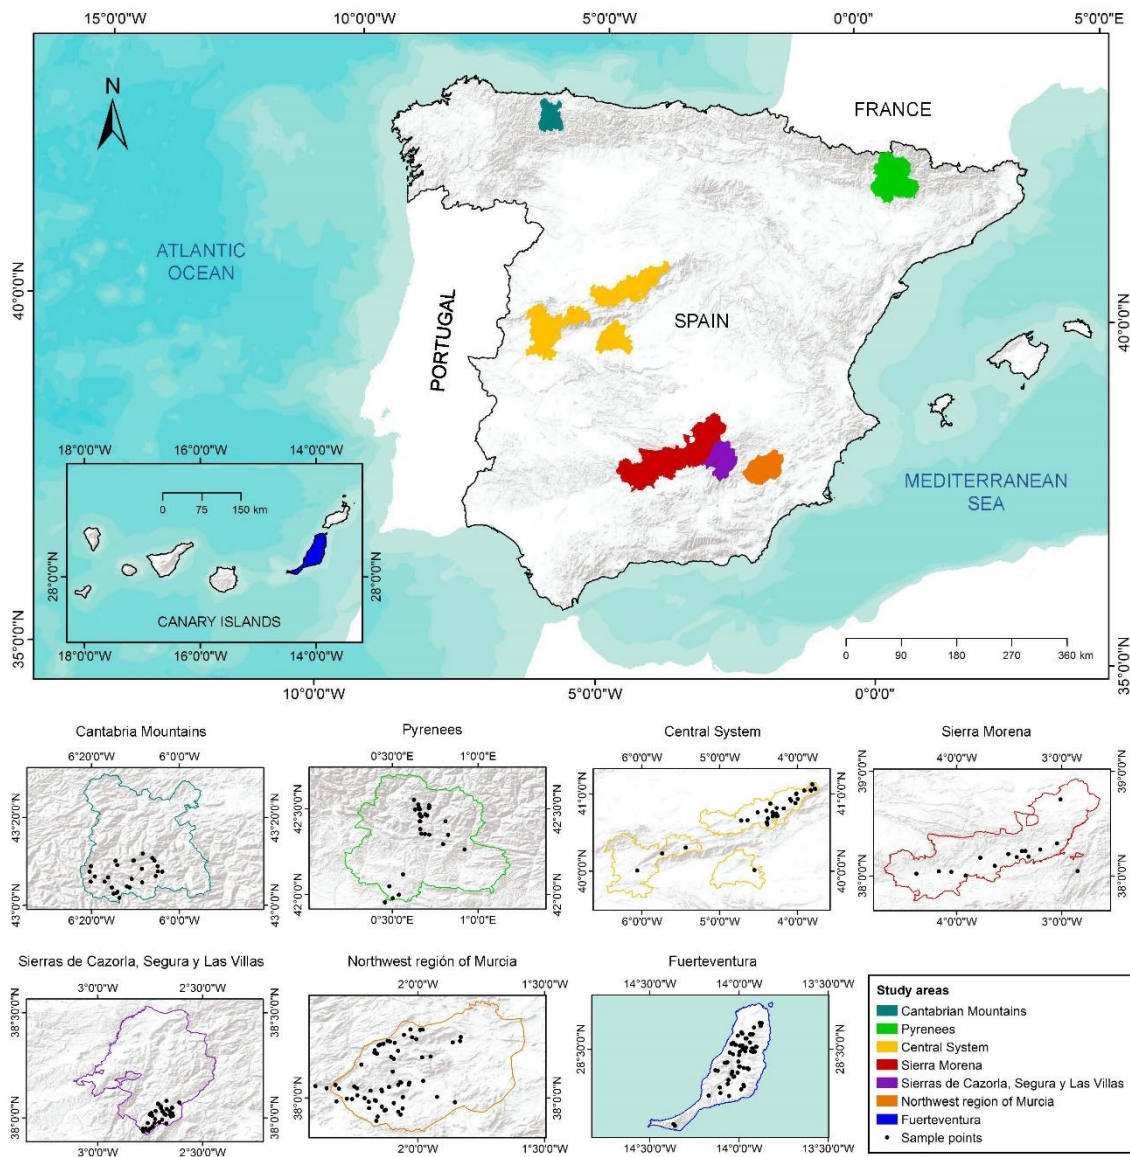 15°0'0"W 10°0'0"W 5°0'0"W 0°0'0" 5°0'0"E
N
FRANCE
ATLANTIC
OCEAN
40°0'0"N
40°0'0"N
PORTUGAL
SPAIN
MEDITERRANEAN
SEA
18°0'0"W 16°0'0"W 14°0'0"W
0 75 150 km
28°0'0"N
28°0'0"N
CANARY ISLANDS
18°0'0"W 16°0'0"W 14°0'0"W
35°0'0"N
0 90 180 270 360 km
35°0'0"N
10°0'0"W 5°0'0"W 0°0'0"
Cantabria Mountains
6°20'0"W 6°0'0"W
43°20'0"N
43°20'0"N
43°0'0"N
43°0'0"N
6°20'0"W 6°0'0"W
Pyrenees
0°30'0"E 1°0'0"E
42°30'0"N
42°30'0"N
42°0'0"N
42°0'0"N
0°30'0"E 1°0'0"E
Central System
6°0'0"W 5°0'0"W 4°0'0"W
41°0'0"N
41°0'0"N
40°0'0"N
40°0'0"N
6°0'0"W 5°0'0"W 4°0'0"W
Sierra Morena
4°0'0"W 3°0'0"W
39°0'0"N
39°0'0"N
38°0'0"N
38°0'0"N
4°0'0"W 3°0'0"W
Sierras de Cazorla, Segura y Las Villas
3°0'0"W 2°30'0"W
38°30'0"N
38°30'0"N
38°0'0"N
38°0'0"N
3°0'0"W 2°30'0"W
Northwest región of Murcia
2°0'0"W 1°30'0"W
38°0'0"N
38°0'0"N
2°0'0"W 1°30'0"W
Fuerteventura
14°30'0"W 14°0'0"W 13°30'0"W
28°30'0"N
28°30'0"N
14°30'0"W 14°0'0"W 13°30'0"W
Study areas
Cantabrian Mountains
Pyrenees
Central System
Sierra Morena
Sierras de Cazorla, Segura y Las Villas
Northwest region of Murcia
Fuerteventura
Sample points